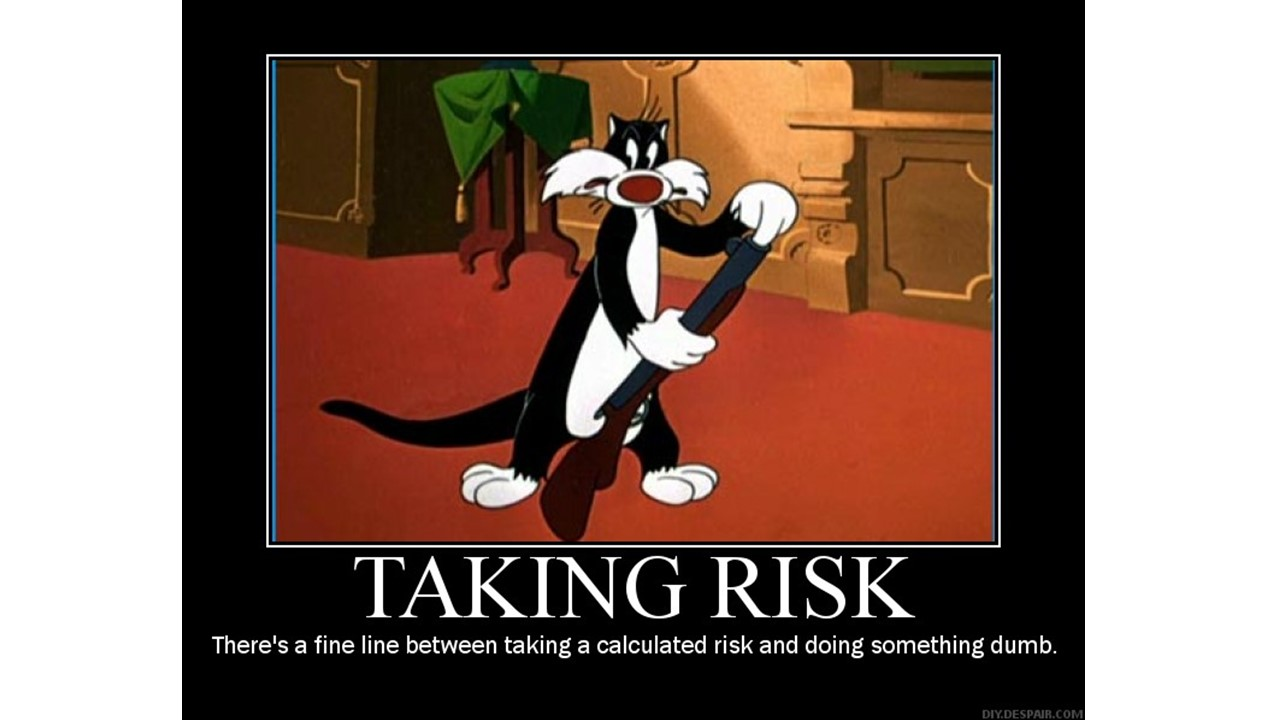 TAKING RISK
There's a fine line between taking a calculated risk and doing something dumb.
DIY.DESPAIR.COM